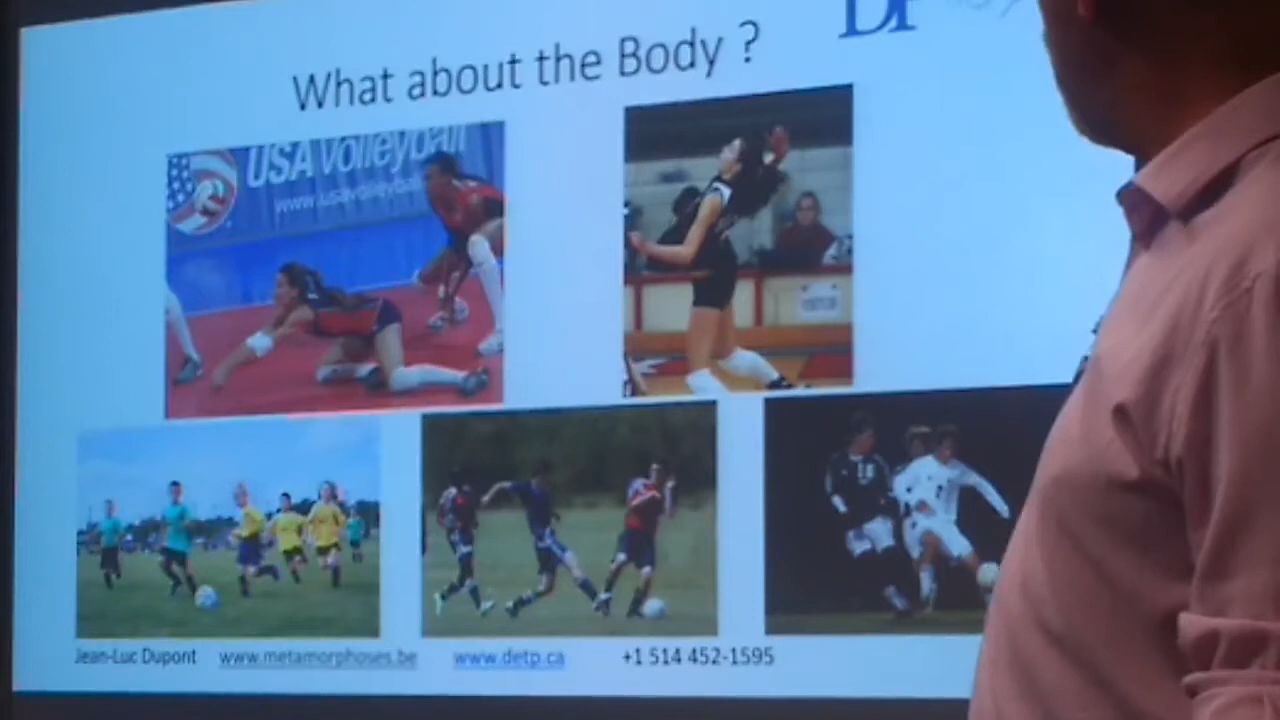 What about the Body ?
USA Volleyball
www.usavolleyball
Jean-Luc Dupont www.metamorphoses.be www.detp.ca +1 514 452-1595